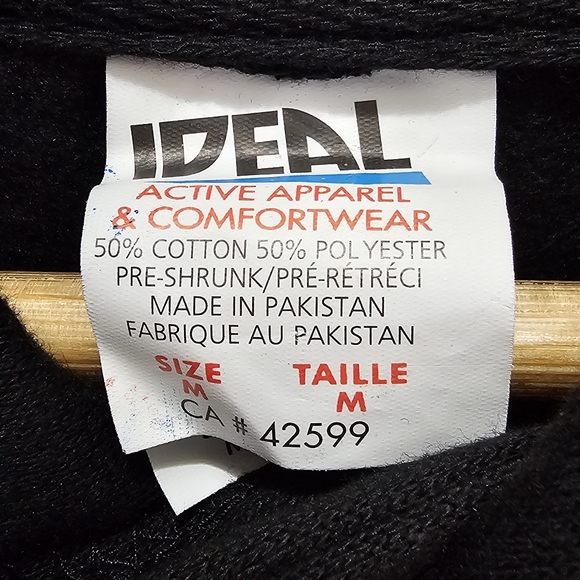 IDEAL
ACTIVE APPAREL
& COMFORTWEAR
50% COTTON 50% POLYESTER
PRE-SHRUNK/PRÉ-RÉTRÉCI
MADE IN PAKISTAN
FABRIQUE AU PAKISTAN
SIZE TAILLE
M M
CA # 42599